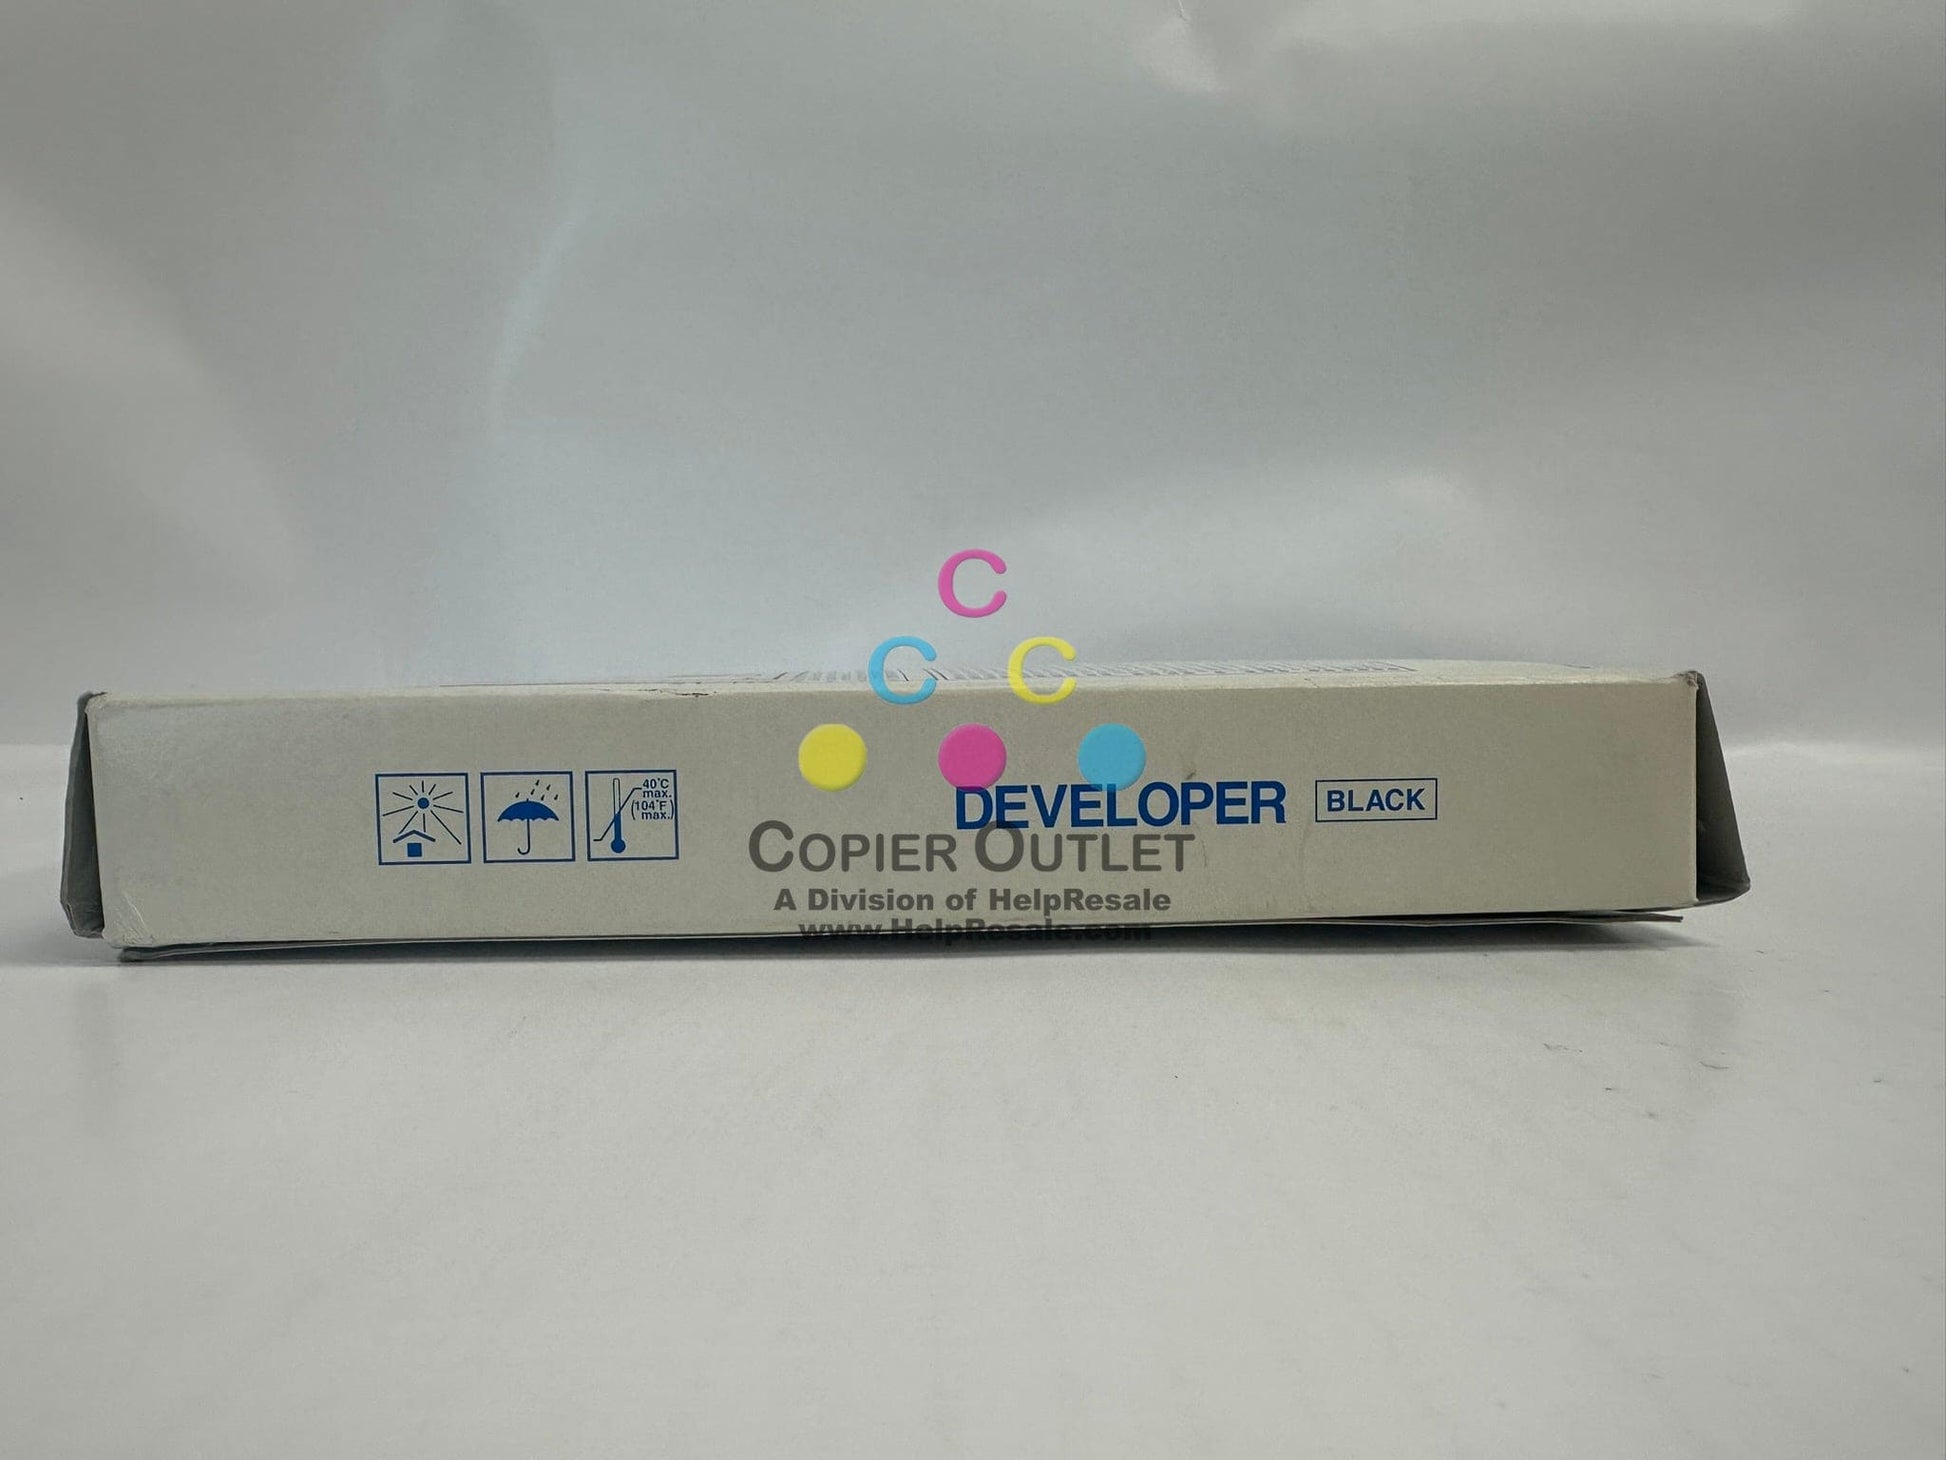 C
C C
40°C
max.
(104°F
max.)
DEVELOPER BLACK
COPIER OUTLET
A Division of HelpResale
www.HelpResale.com